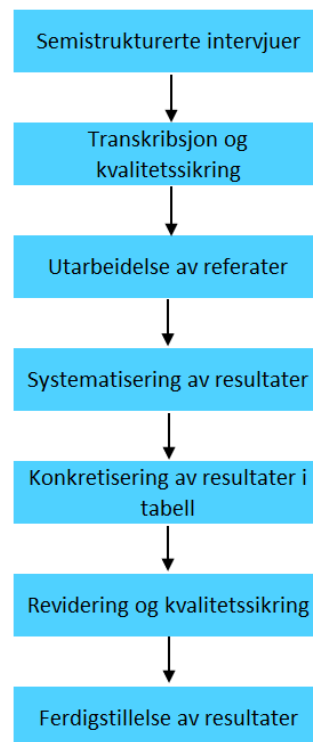 Semistrukturerte intervjuer
Transkribsjon og
kvalitetssikring
Utarbeidelse av referater
Systematisering av resultater
Konkretisering av resultater i
tabell
Revidering og kvalitetssikring
Ferdigstillelse av resultater